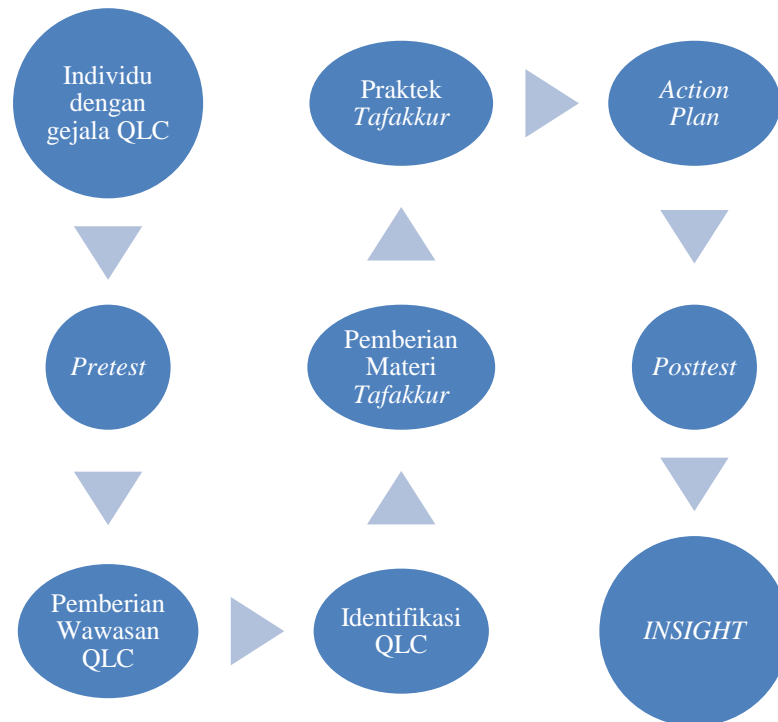 Individu
dengan
gejala QLC
Pretest
Pemberian
Wawasan
QLC
Identifikasi
QLC
Pemberian
Materi
Tafakkur
Praktek
Tafakkur
Action
Plan
Posttest
INSIGHT